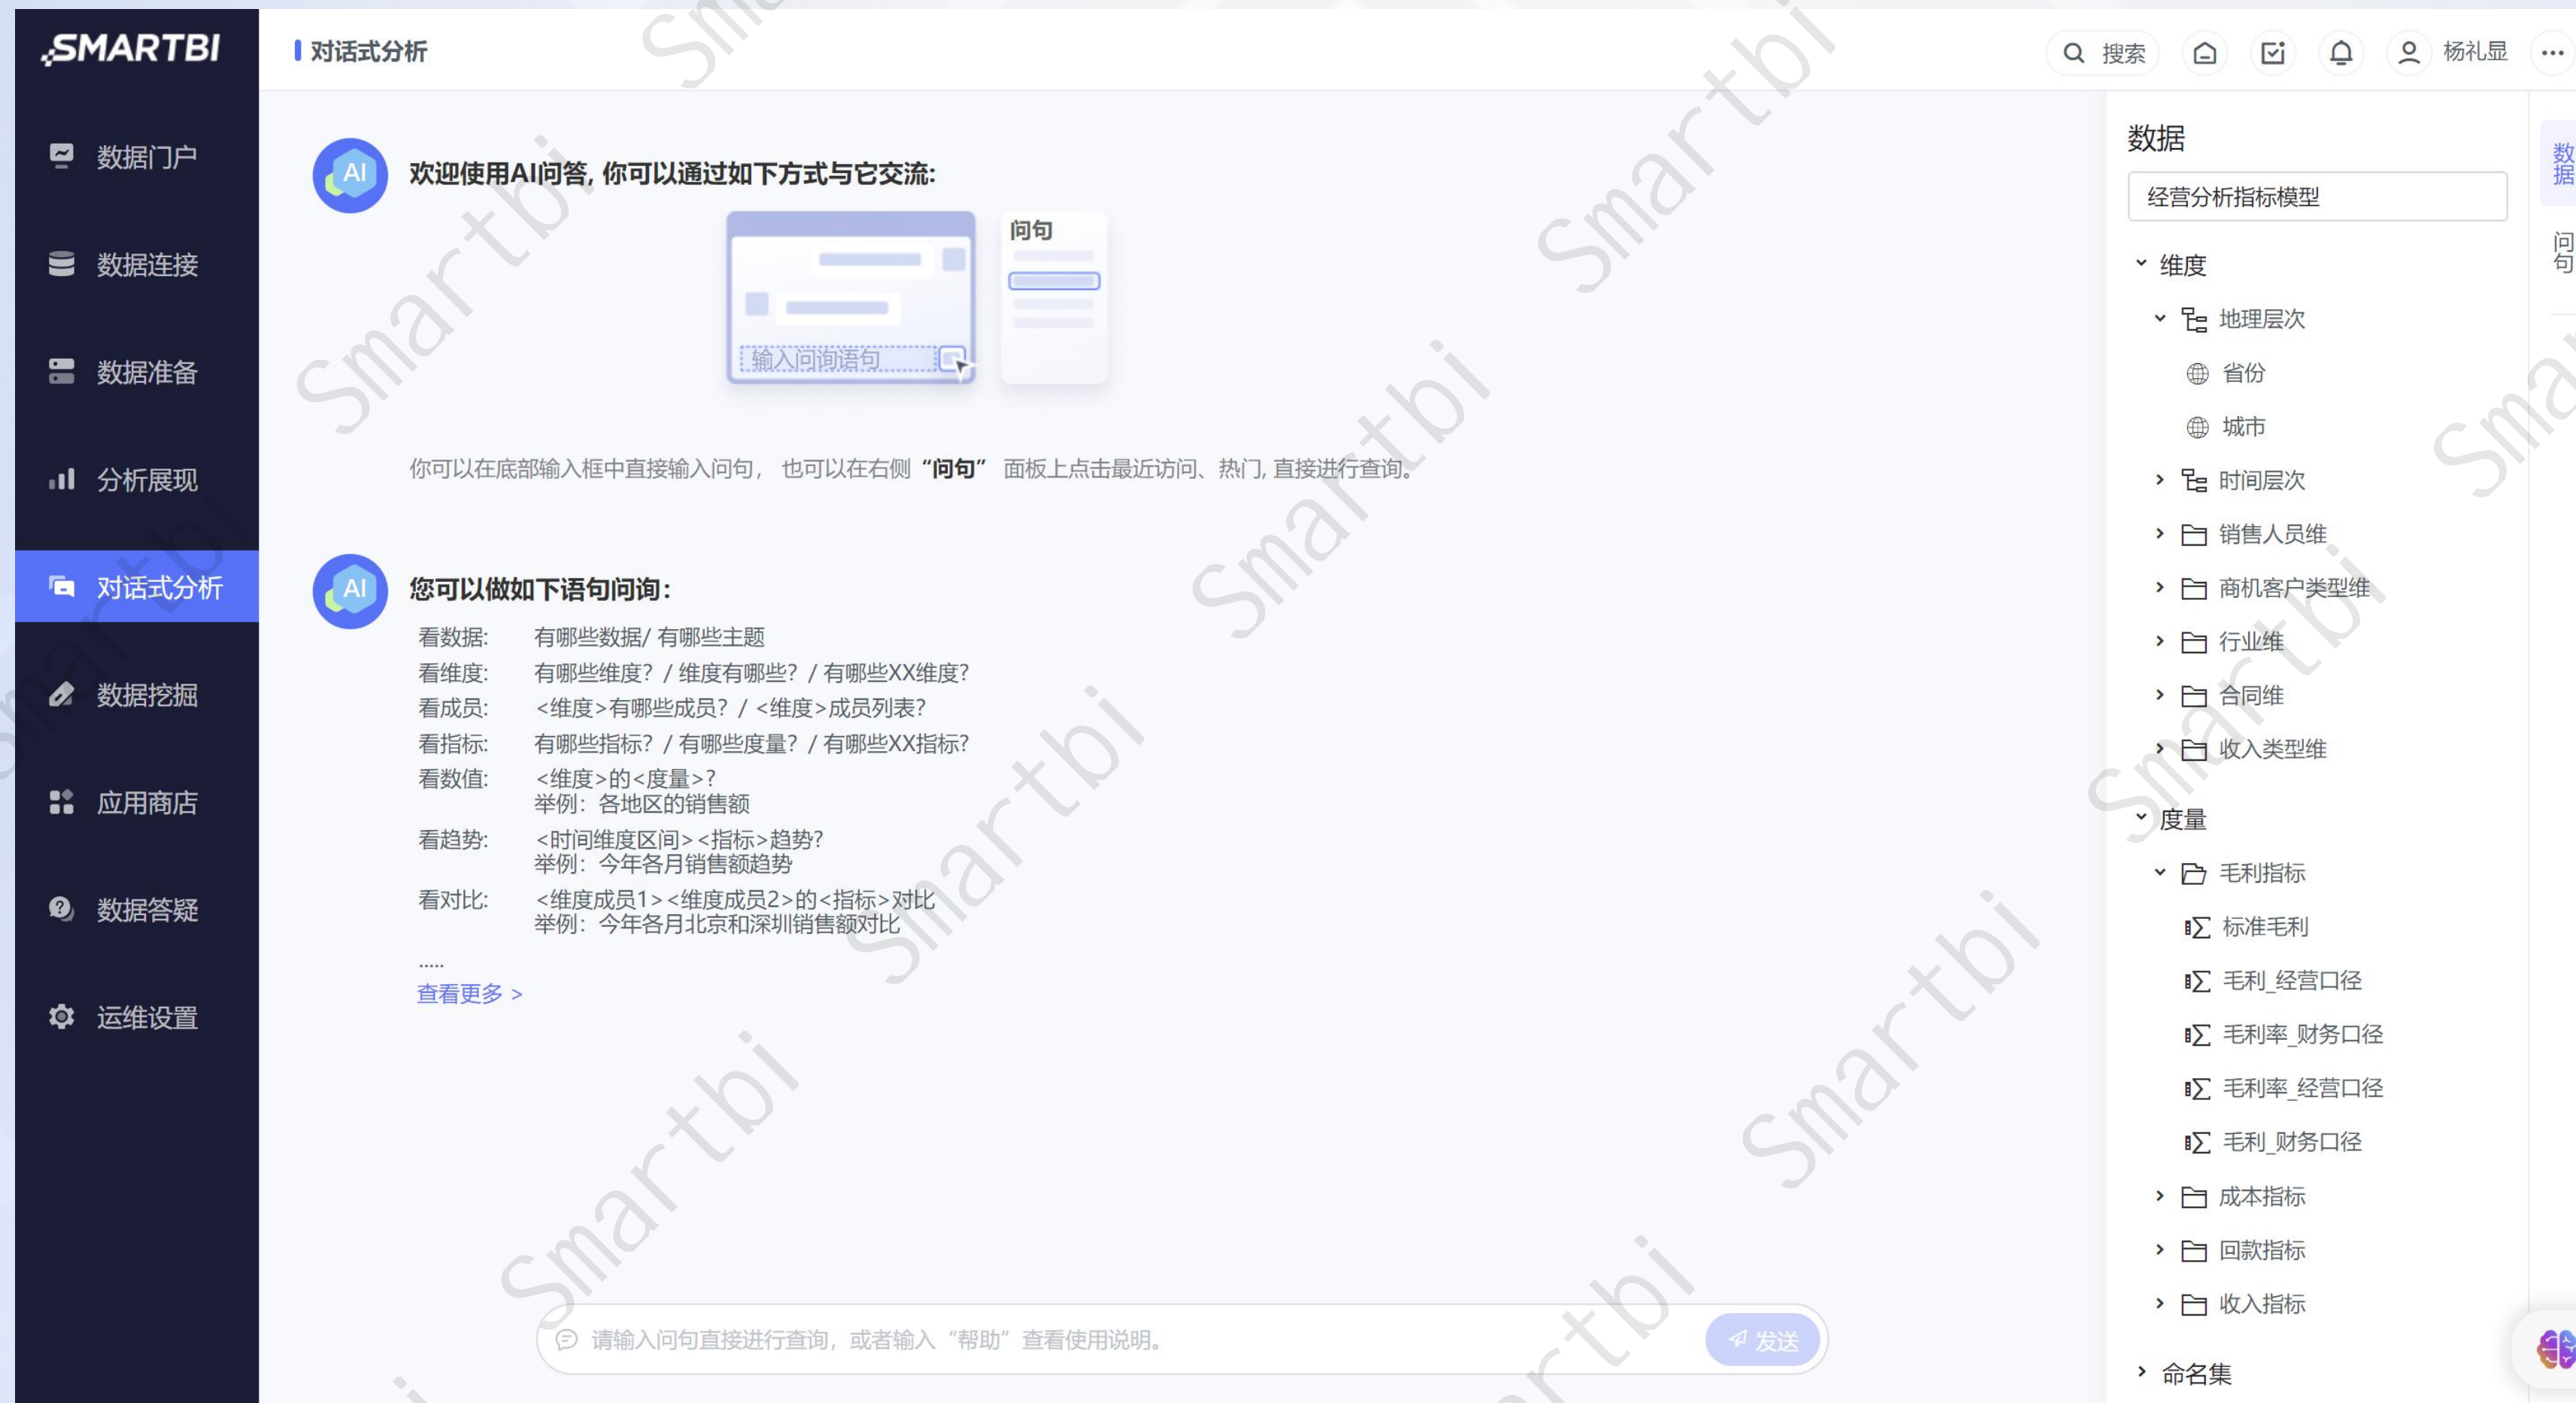 SMARTBI
对话式分析
搜索
杨礼显
数据门户
数据连接
数据准备
分析展现
对话式分析
数据挖掘
应用商店
数据答疑
运维设置
AI
欢迎使用AI问答, 你可以通过如下方式与它交流:
问句
输入问询语句
你可以在底部输入框中直接输入问句, 也可以在右侧 “问句” 面板上点击最近访问、热门, 直接进行查询。
AI
您可以做如下语句问询:
看数据: 有哪些数据/ 有哪些主题
看维度: 有哪些维度? / 维度有哪些? / 有哪些XX维度?
看成员: <维度>有哪些成员? / <维度>成员列表?
看指标: 有哪些指标? / 有哪些度量? / 有哪些XX指标?
看数值: <维度>的<度量>?
举例: 各地区的销售额
看趋势: <时间维度区间><指标>趋势?
举例: 今年各月销售额趋势
看对比: <维度成员1><维度成员2>的<指标>对比
举例: 今年各月北京和深圳销售额对比
.....
查看更多 >
请输入问句直接进行查询, 或者输入 “帮助” 查看使用说明。
发送
数据
经营分析指标模型
维度
地理层次
省份
城市
时间层次
销售人员维
商机客户类型维
行业维
合同维
收入类型维
度量
毛利指标
标准毛利
毛利_经营口径
毛利率_财务口径
毛利率_经营口径
毛利_财务口径
成本指标
回款指标
收入指标
命名集
数据
问句
Smartbi
Smartbi
Smartbi
Smartbi
Smartbi
Smartbi
Smartbi
Smartbi